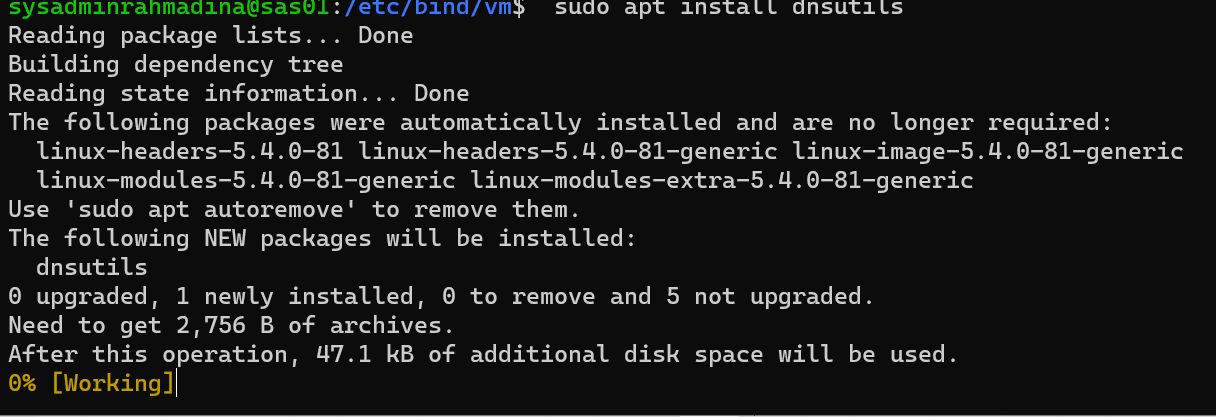 sysadminrahmadina@sas01:/etc/bind/vm$  sudo apt install dnsutils
Reading package lists... Done
Building dependency tree
Reading state information... Done
The following packages were automatically installed and are no longer required:
  linux-headers-5.4.0-81 linux-headers-5.4.0-81-generic linux-image-5.4.0-81-generic
  linux-modules-5.4.0-81-generic linux-modules-extra-5.4.0-81-generic
Use 'sudo apt autoremove' to remove them.
The following NEW packages will be installed:
  dnsutils
0 upgraded, 1 newly installed, 0 to remove and 5 not upgraded.
Need to get 2,756 B of archives.
After this operation, 47.1 kB of additional disk space will be used.
0% [Working]